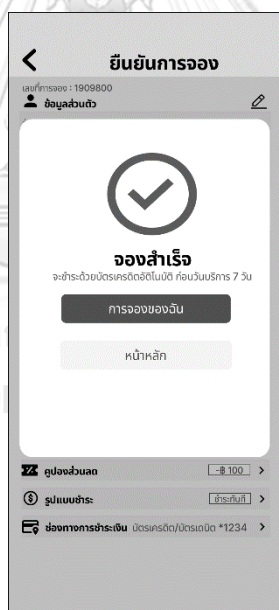 ยืนยันการจอง
เลขที่การจอง : 1909800
ข้อมูลส่วนตัว
จองสำเร็จ
จะชำระด้วยบัตรเครดิตอัติโนมัติ ก่อนวันบริการ 7 วัน
การจองของฉัน
หน้าหลัก
คูปองส่วนลด -฿ 100
รูปแบบชำระ ชำระทันที
ช่องทางการชำระเงิน บัตรเครดิต/บัตรเดบิต *1234